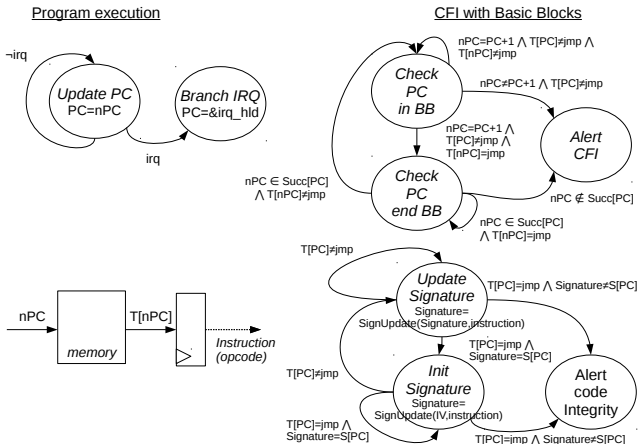 Program execution
CFI with Basic Blocks
¬irq
Update PC
PC=nPC
Branch IRQ
PC=&irq_hld
irq
nPC=PC+1 ⋀ T[PC]≠jmp ⋀
T[nPC]≠jmp
Check
PC
in BB
nPC≠PC+1 ⋀ T[PC]≠jmp
nPC=PC+1 ⋀
T[PC]≠jmp ⋀
T[nPC]=jmp
Alert
CFI
Check
PC
end BB
nPC ∈ Succ[PC]
⋀ T[nPC]≠jmp
nPC ∉ Succ[PC]
nPC ∈ Succ[PC]
⋀ T[nPC]=jmp
T[PC]≠jmp
Update
Signature
Signature=
SignUpdate(Signature,instruction)
T[PC]=jmp ⋀ Signature≠S[PC]
nPC
memory
T[nPC]
Instruction
(opcode)
T[PC]=jmp ⋀
Signature=S[PC]
T[PC]≠jmp
Init
Signature
Signature=
SignUpdate(IV,instruction)
Alert
code
Integrity
T[PC]=jmp ⋀
Signature=S[PC]
T[PC]=jmp ⋀ Signature≠S[PC]